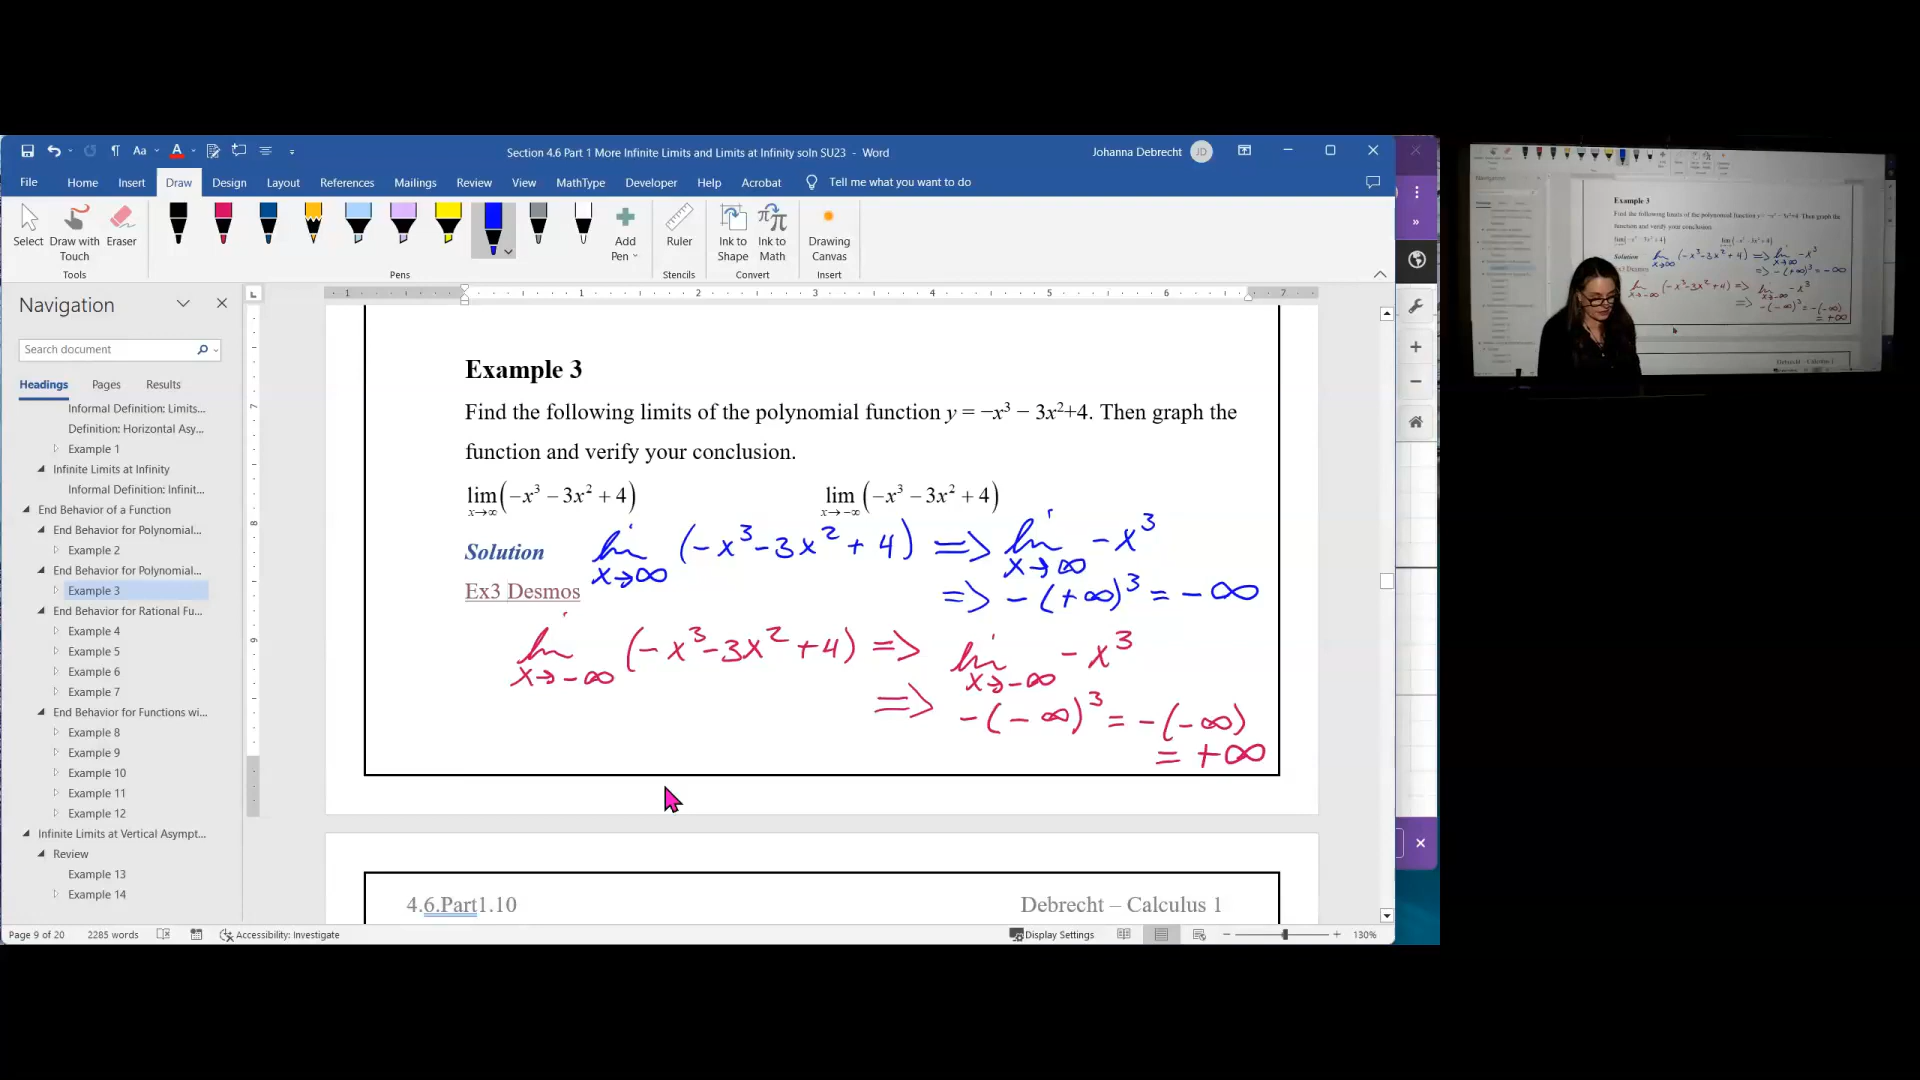 Section 4.6 Part 1 More Infinite Limits and Limits at Infinity soln SU23 - Word
Johanna Debrecht JD
File Home Insert Draw Design Layout References Mailings Review View MathType Developer Help Acrobat Tell me what you want to do
Select Draw with Touch Eraser Add Pen Ruler Ink to Shape Ink to Math Drawing Canvas
Tools Pens Stencils Convert Insert
Navigation
Search document
Headings Pages Results
Informal Definition: Limits...
Definition: Horizontal Asy...
Example 1
Infinite Limits at Infinity
Informal Definition: Infinit...
End Behavior of a Function
End Behavior for Polynomial...
Example 2
End Behavior for Polynomial...
Example 3
End Behavior for Rational Fu...
Example 4
Example 5
Example 6
Example 7
End Behavior for Functions wi...
Example 8
Example 9
Example 10
Example 11
Example 12
Infinite Limits at Vertical Asympt...
Review
Example 13
Example 14
Example 3
Find the following limits of the polynomial function y = −x³ − 3x²+4. Then graph the
function and verify your conclusion.
lim x→∞ (−x³ − 3x² + 4) lim x→−∞ (−x³ − 3x² + 4)
Solution
lim x→∞ (−x³−3x² + 4) => lim x→∞ −x³
Ex3 Desmos
=> −(+∞)³ = −∞
lim x→−∞ (−x³−3x²+4) => lim x→−∞ −x³
=> −(−∞)³ = −(−∞)
= +∞
4.6.Part1.10 Debrecht – Calculus 1
Page 9 of 20 2285 words Accessibility: Investigate Display Settings 130%